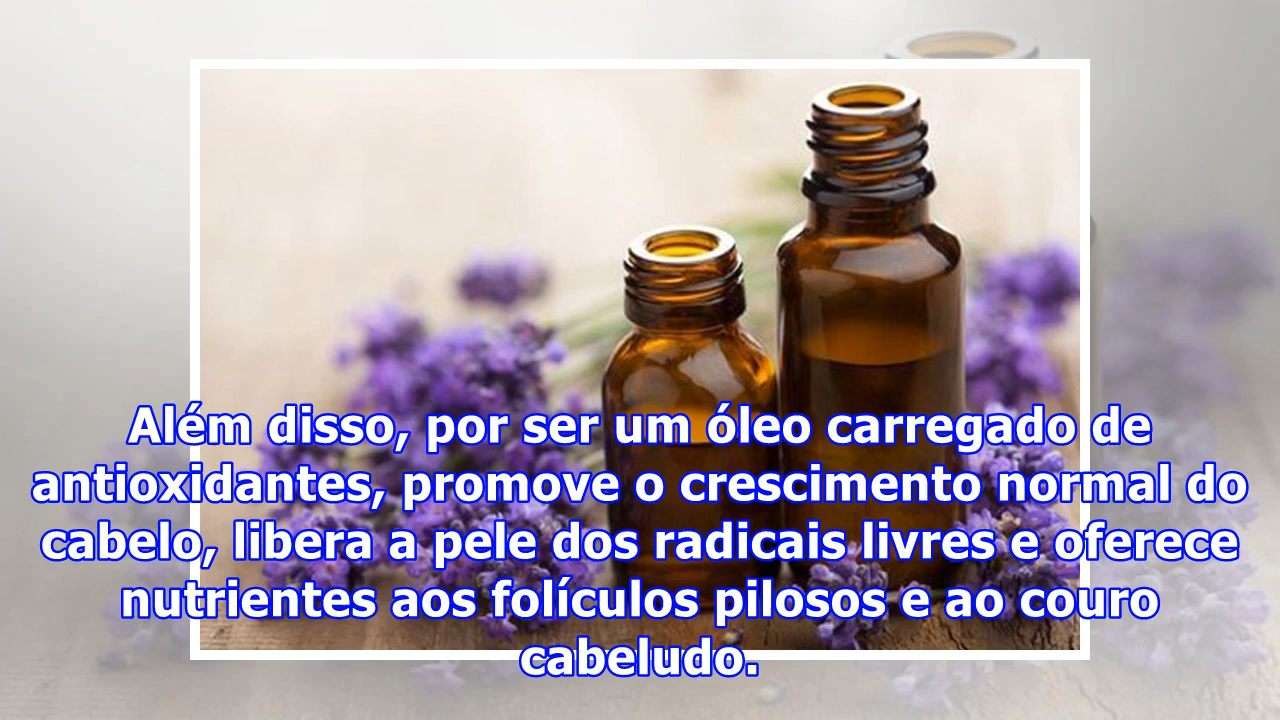 Além disso, por ser um óleo carregado de
antioxidantes, promove o crescimento normal do
cabelo, libera a pele dos radicais livres e oferece
nutrientes aos folículos pilosos e ao couro
cabeludo.